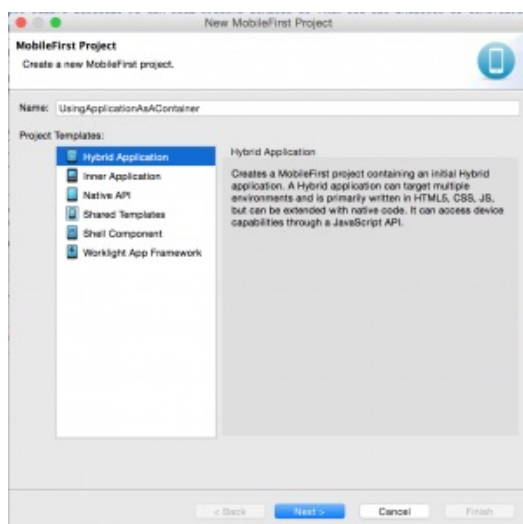 New MobileFirst Project
MobileFirst Project
Create a new MobileFirst project.
Name: UsingApplicationAsAContainer
Project Templates:
Hybrid Application
Inner Application
Native API
Shared Templates
Shell Component
Worklight App Framework
Hybrid Application
Creates a MobileFirst project containing an initial Hybrid
application. A Hybrid application can target multiple
environments and is primarily written in HTML5, CSS, JS,
but can be extended with native code. It can access device
capabilities through a JavaScript API.
< Back
Next >
Cancel
Finish